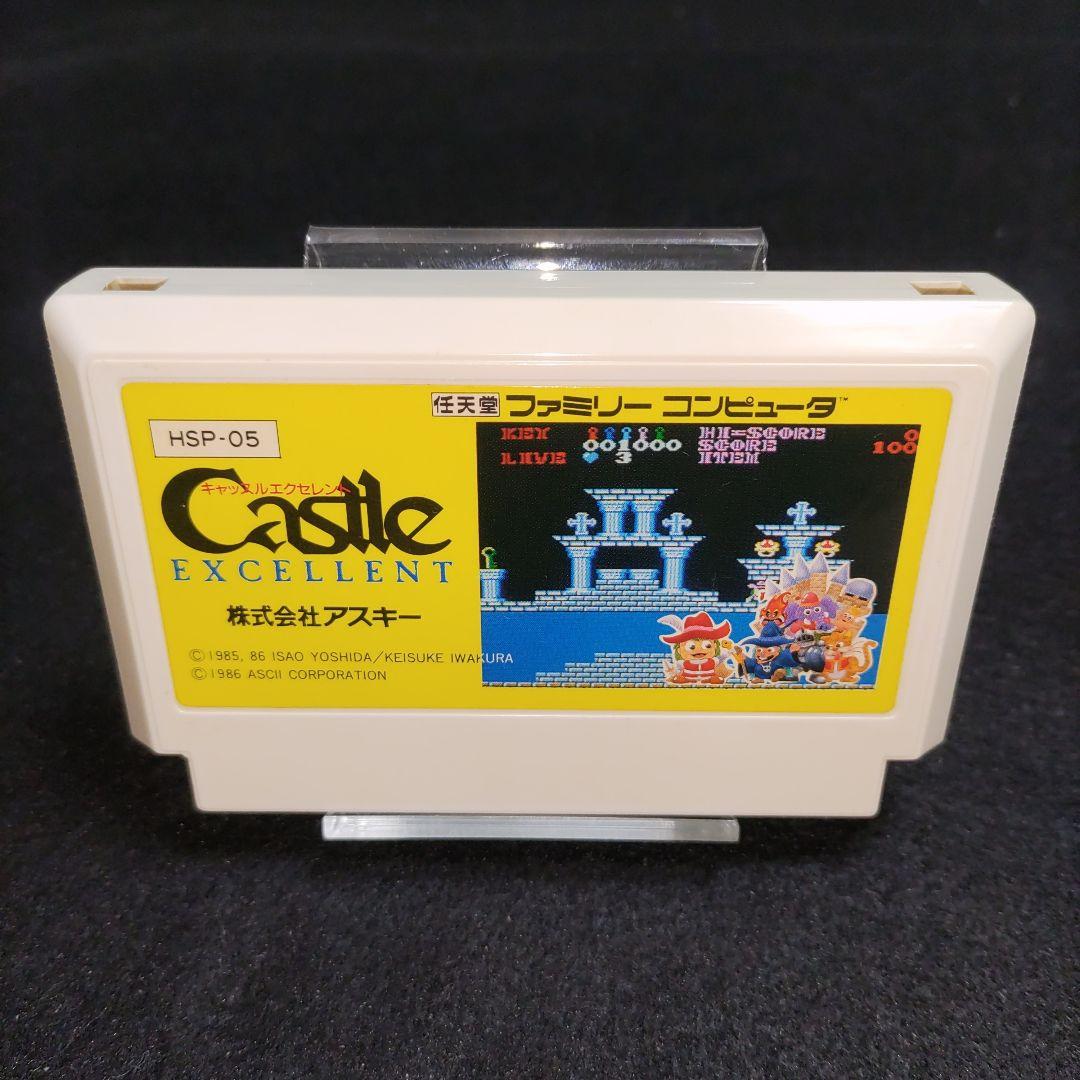 任天堂 ファミリー コンピュータ™
HSP-05
キャッスルエクセレント
Castle
EXCELLENT
株式会社アスキー
© 1985, 86 ISAO YOSHIDA/KEISUKE IWAKURA
© 1986 ASCII CORPORATION
KEY 001000 HI=SCORE 0
SCORE 100
LIVE 3 ITEM